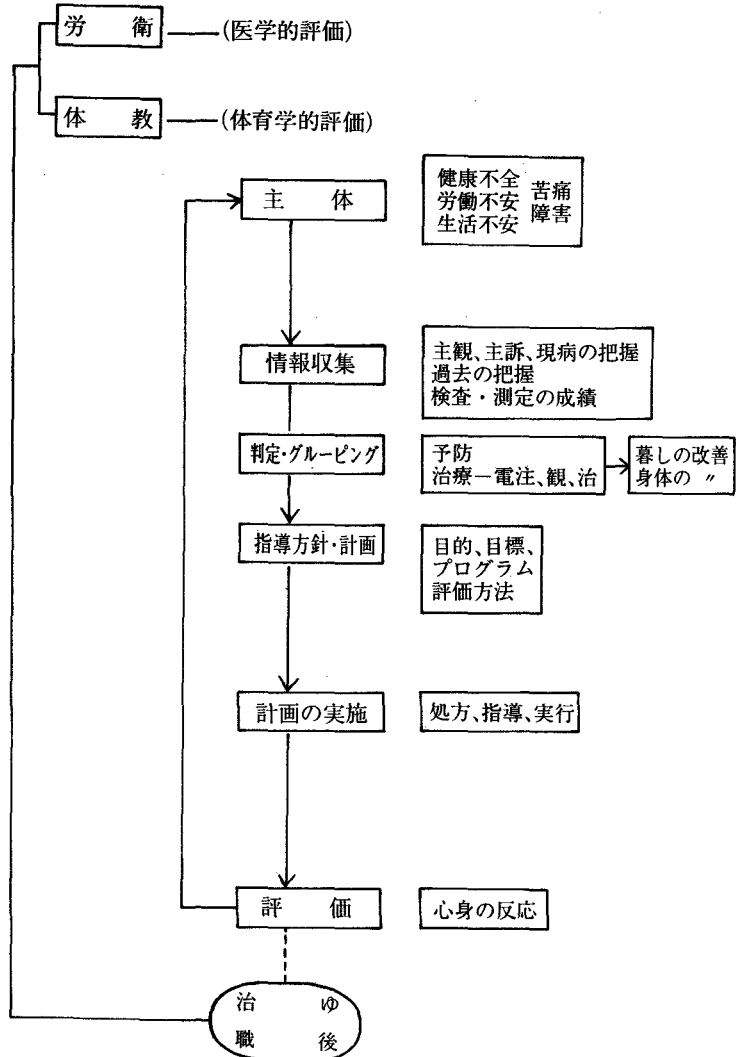 労 衛 (医学的評価)
体 教 (体育学的評価)
主 体
健康不全
労働不安
生活不安
苦痛
障害
情報収集
主観、主訴、現病の把握
過去の把握
検査・測定の成績
判定・グルーピング
予防
治療－電注、観、治
暮しの改善
身体の 〃
指導方針・計画
目的、目標、
プログラム
評価方法
計画の実施
処方、指導、実行
評 価
心身の反応
治 ゆ
職 後